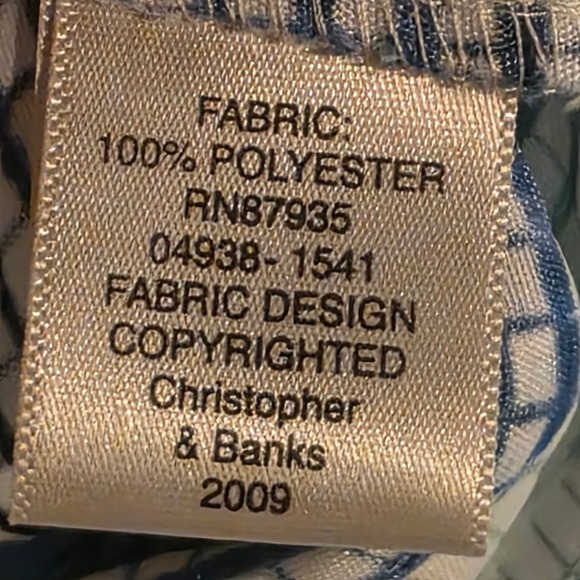 FABRIC:
100% POLYESTER
RN87935
04938-1541
FABRIC DESIGN
COPYRIGHTED
Christopher
& Banks
2009